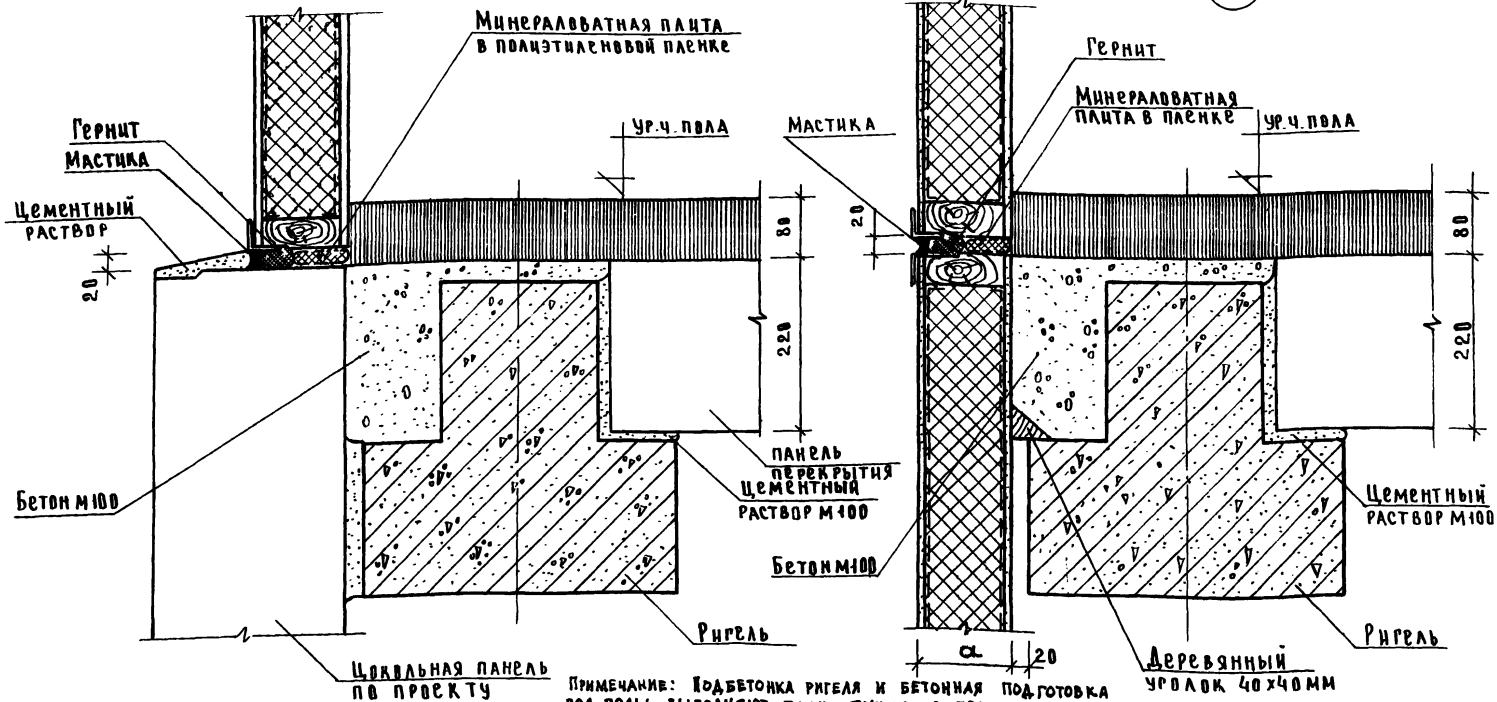 Минераловатная плита
в полиэтиленовой пленке
Гернит
Мастика
Цементный
раствор
20
Ур.ч. пола
80
220
Бетон М100
панель
перекрытия
Цементный
раствор М100
Ригель
Цокольная панель
по проекту
Гернит
Минераловатная
плита в пленке
Мастика
Ур.ч. пола
20
80
220
Бетон М100
Цементный
раствор М100
Ригель
Деревянный
уголок 40х40мм
α
20
Примечание: Подбетонка ригеля и бетонная подготовка